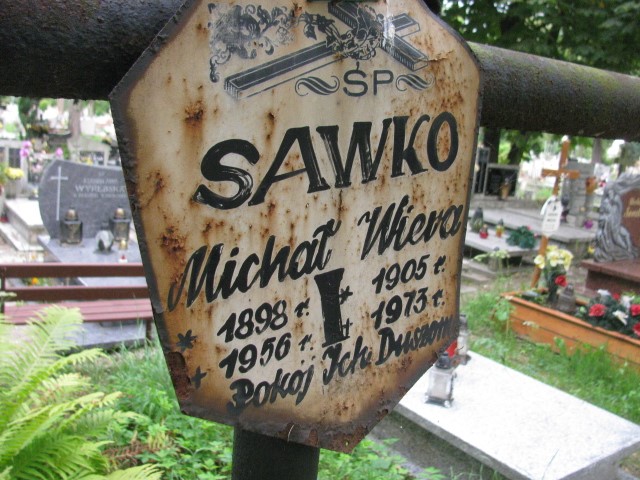 ŚP
SAWKO
Michał I Wiera
* 1898 r. * 1905 r.
+ 1956 r. + 1973 r.
Pokój Ich Duszom